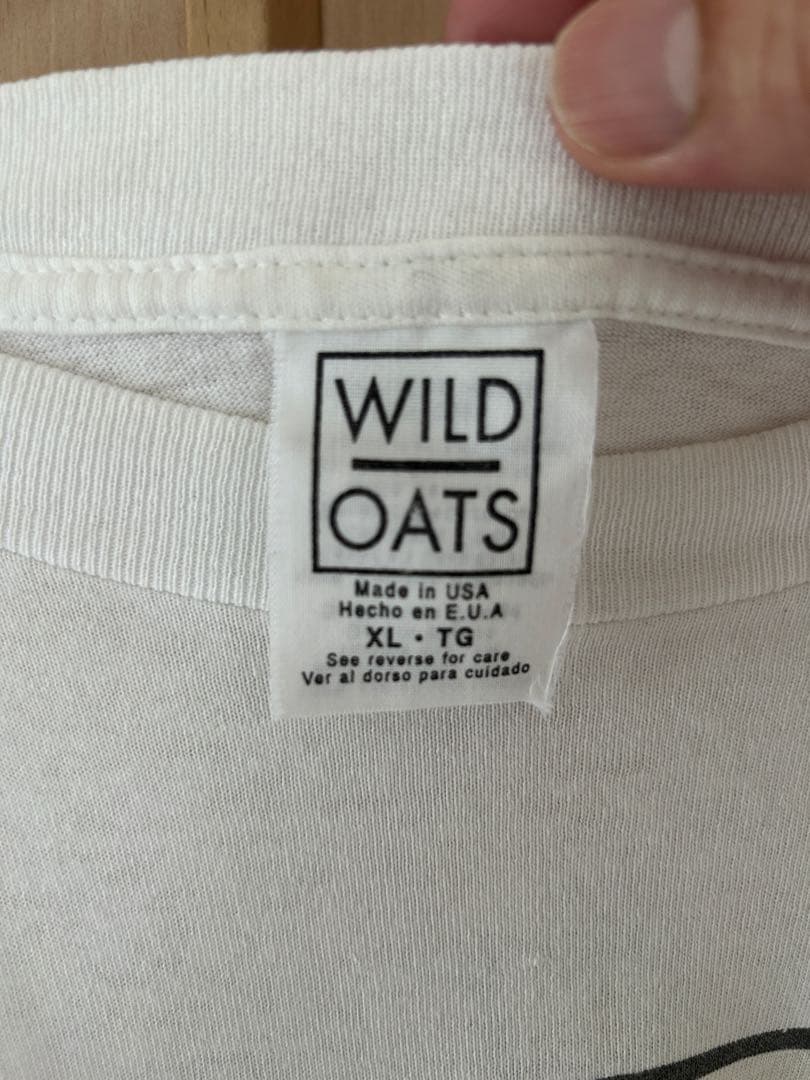 WILD
OATS
Made in USA
Hecho en E.U.A
XL • TG
See reverse for care
Ver al dorso para cuidado